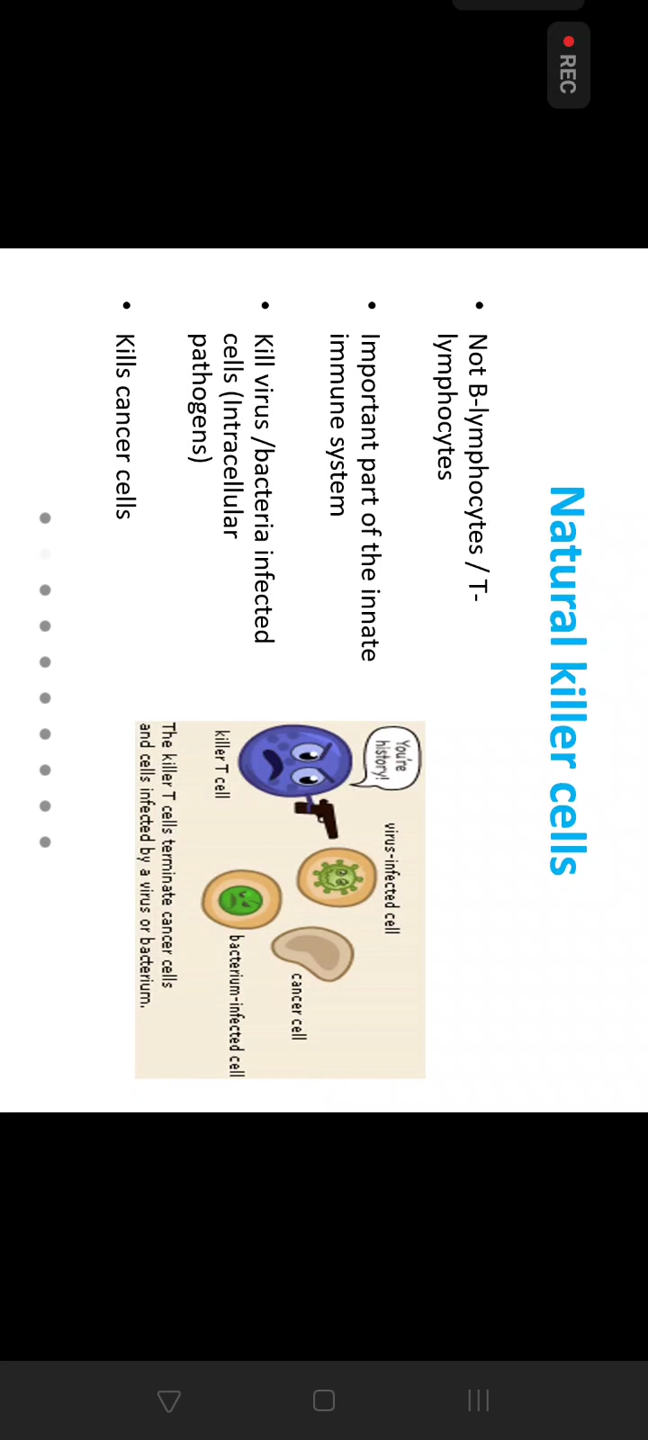 REC
Natural killer cells
• Not B-lymphocytes / T-
lymphocytes
• Important part of the innate
immune system
• Kill virus /bacteria infected
cells (Intracellular
pathogens)
• Kills cancer cells
You're
history!
virus-infected cell
killer T cell
cancer cell
bacterium-infected cell
The killer T cells terminate cancer cells
and cells infected by a virus or bacterium.